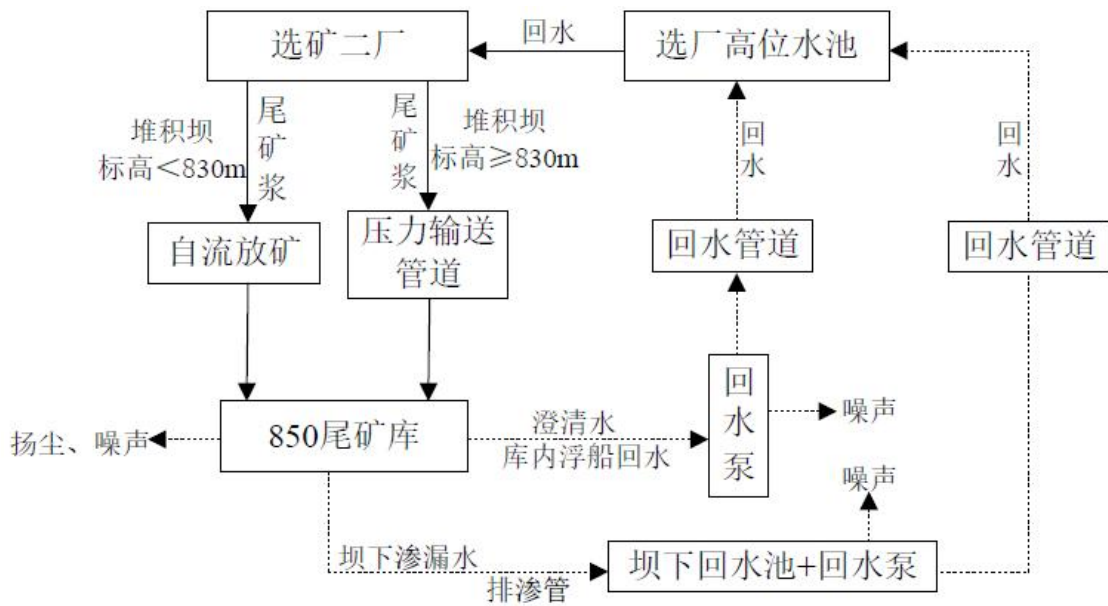 选矿二厂
回水
选厂高位水池
堆积坝
标高＜830m
尾矿浆
尾矿浆
堆积坝
标高≥830m
回水
回水
自流放矿
压力输送
管道
回水管道
回水管道
扬尘、噪声
850尾矿库
澄清水
库内浮船回水
回水泵
噪声
噪声
坝下渗漏水
排渗管
坝下回水池+回水泵